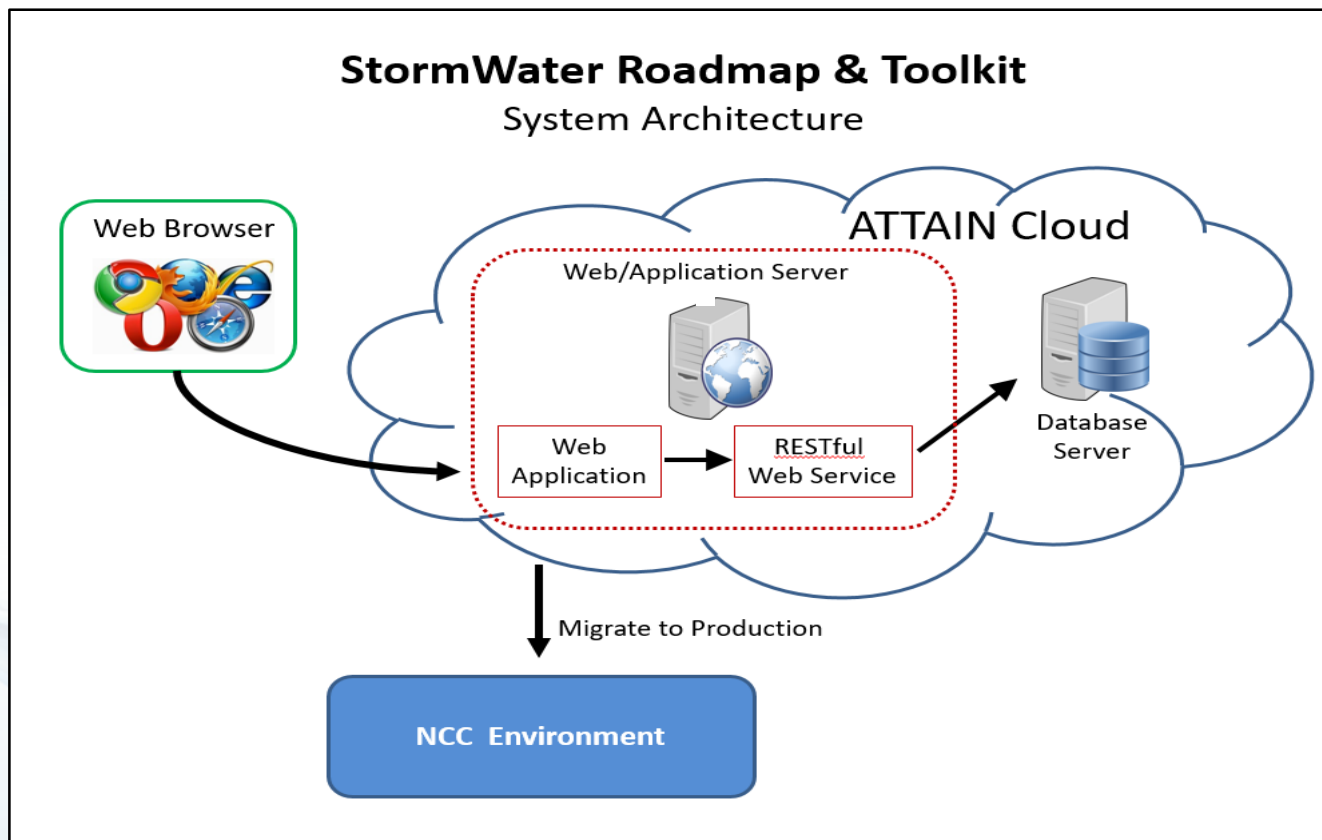 StormWater Roadmap & Toolkit
System Architecture
Web Browser
ATTAIN Cloud
Web/Application Server
Web
Application
RESTful
Web Service
Database
Server
Migrate to Production
NCC Environment